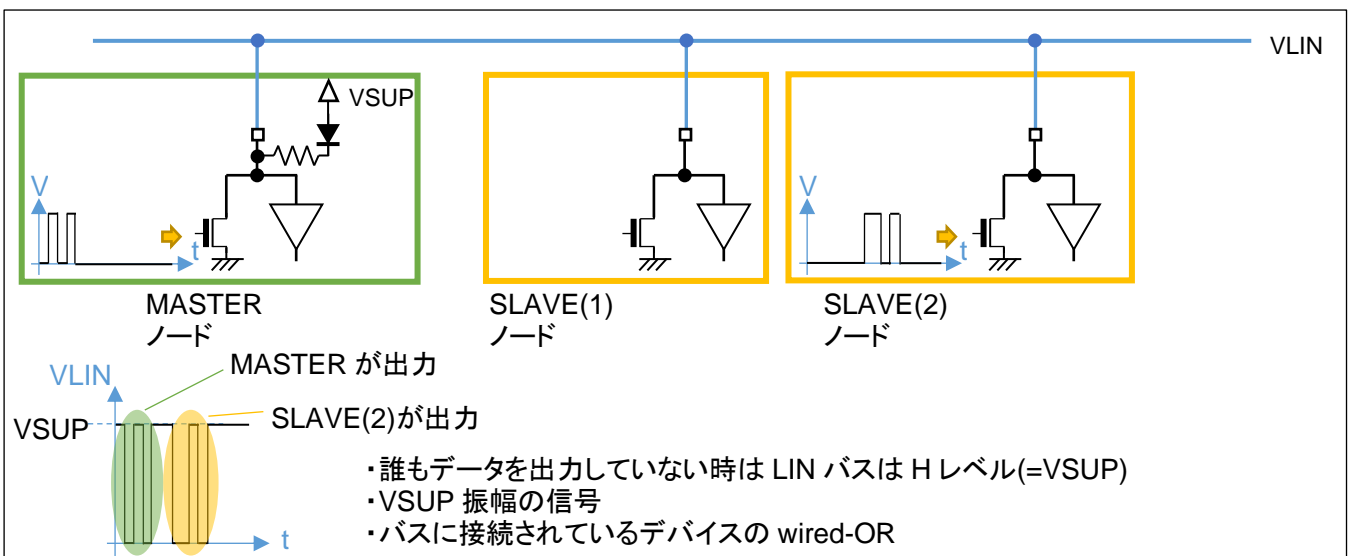 VLIN
VSUP
V
t
V
t
MASTER
ノード
SLAVE(1)
ノード
SLAVE(2)
ノード
MASTER が出力
VLIN
SLAVE(2)が出力
VSUP
・誰もデータを出力していない時は LIN バスは H レベル(=VSUP)
・VSUP 振幅の信号
・バスに接続されているデバイスの wired-OR
t